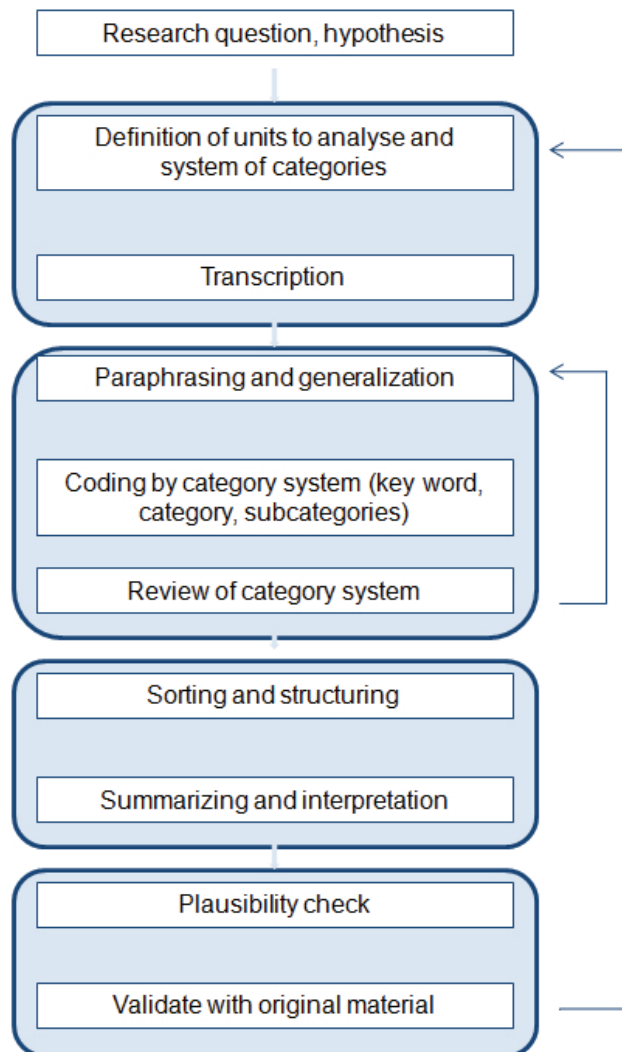 Research question, hypothesis
Definition of units to analyse and
system of categories
Transcription
Paraphrasing and generalization
Coding by category system (key word,
category, subcategories)
Review of category system
Sorting and structuring
Summarizing and interpretation
Plausibility check
Validate with original material